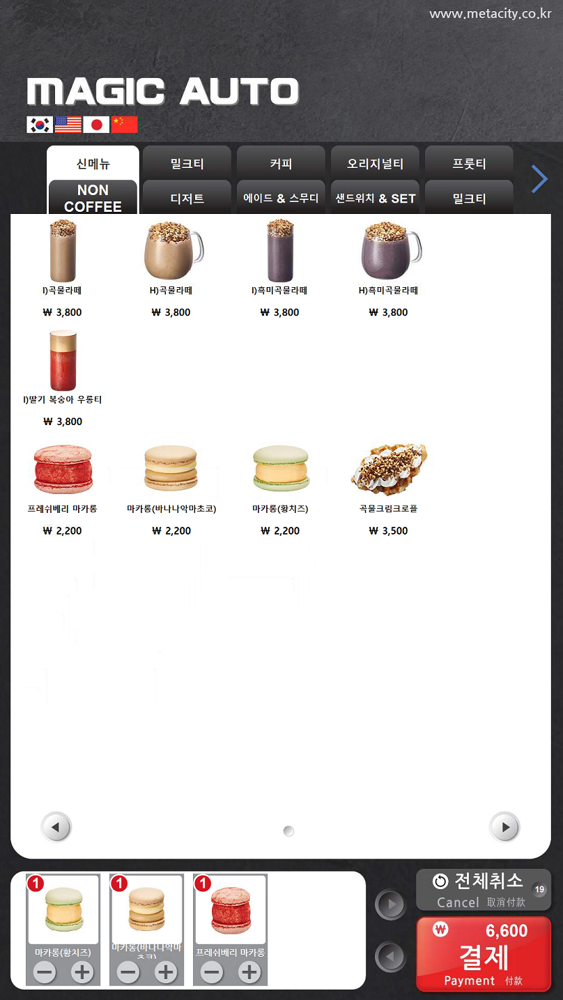 www.metacity.co.kr
MAGIC AUTO
신메뉴
밀크티
커피
오리지널티
프룻티
NON
COFFEE
디저트
에이드 & 스무디
샌드위치 & SET
밀크티
I)곡물라떼
H)곡물라떼
I)흑미곡물라떼
H)흑미곡물라떼
₩ 3,800
₩ 3,800
₩ 3,800
₩ 3,800
I)딸기 복숭아 우롱티
₩ 3,800
프레쉬베리 마카롱
마카롱(바나나악마초코)
마카롱(황치즈)
곡물크림크로플
₩ 2,200
₩ 2,200
₩ 2,200
₩ 3,500
1
마카롱(황치즈)
1
마카롱(바나나악마
초코)
1
프레쉬베리 마카롱
전체취소
19
Cancel 取消付款
₩ 6,600
결제
Payment 付款